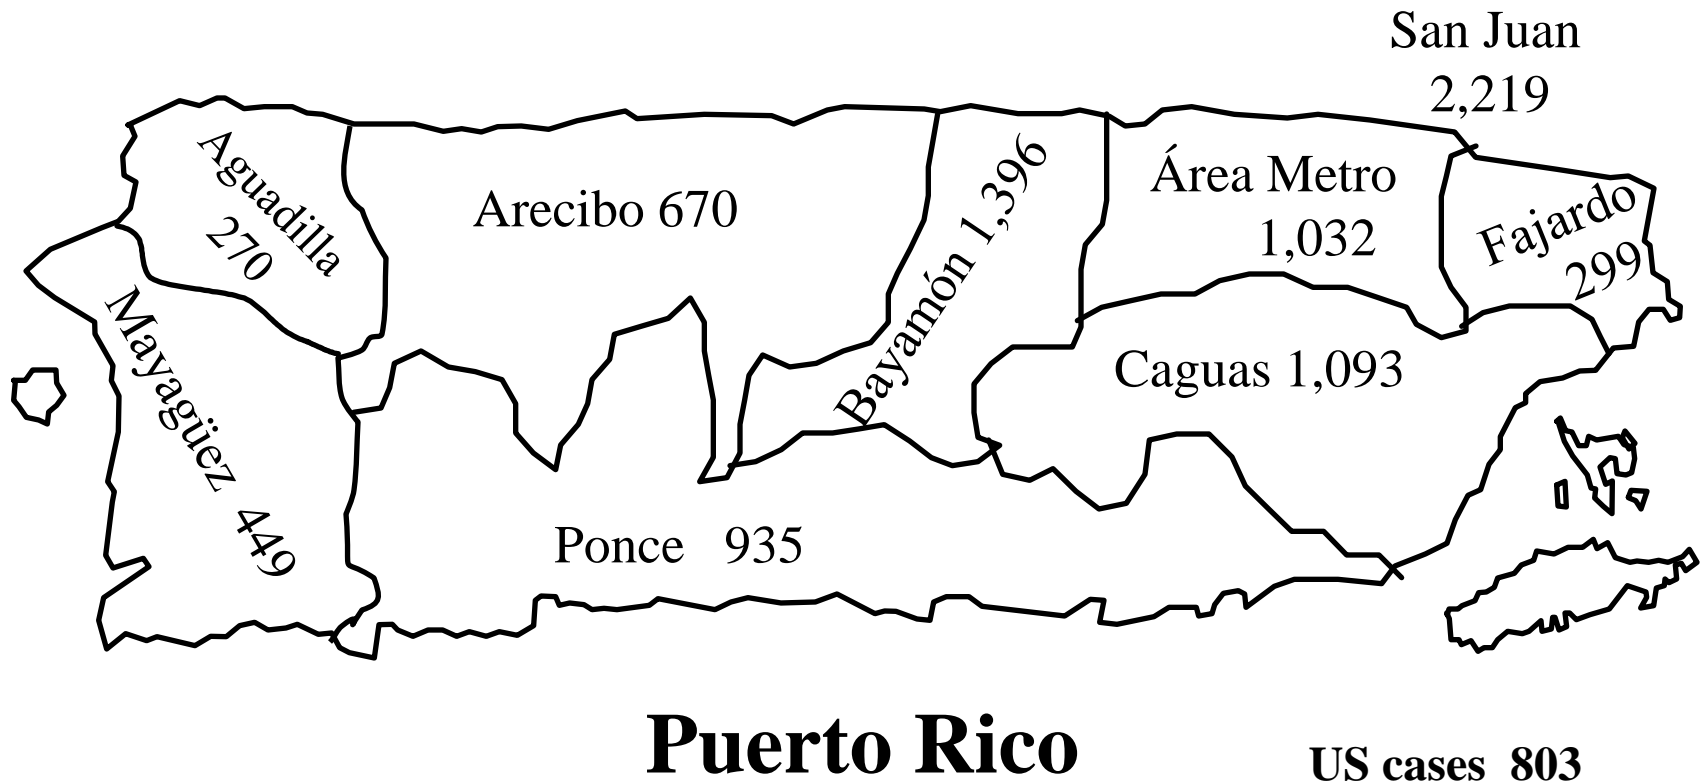 San Juan
2,219
Aguadilla
270
Arecibo 670
Bayamón 1,396
Área Metro
1,032
Fajardo
299
Mayagüez 449
Caguas 1,093
Ponce 935
Puerto Rico
US cases 803